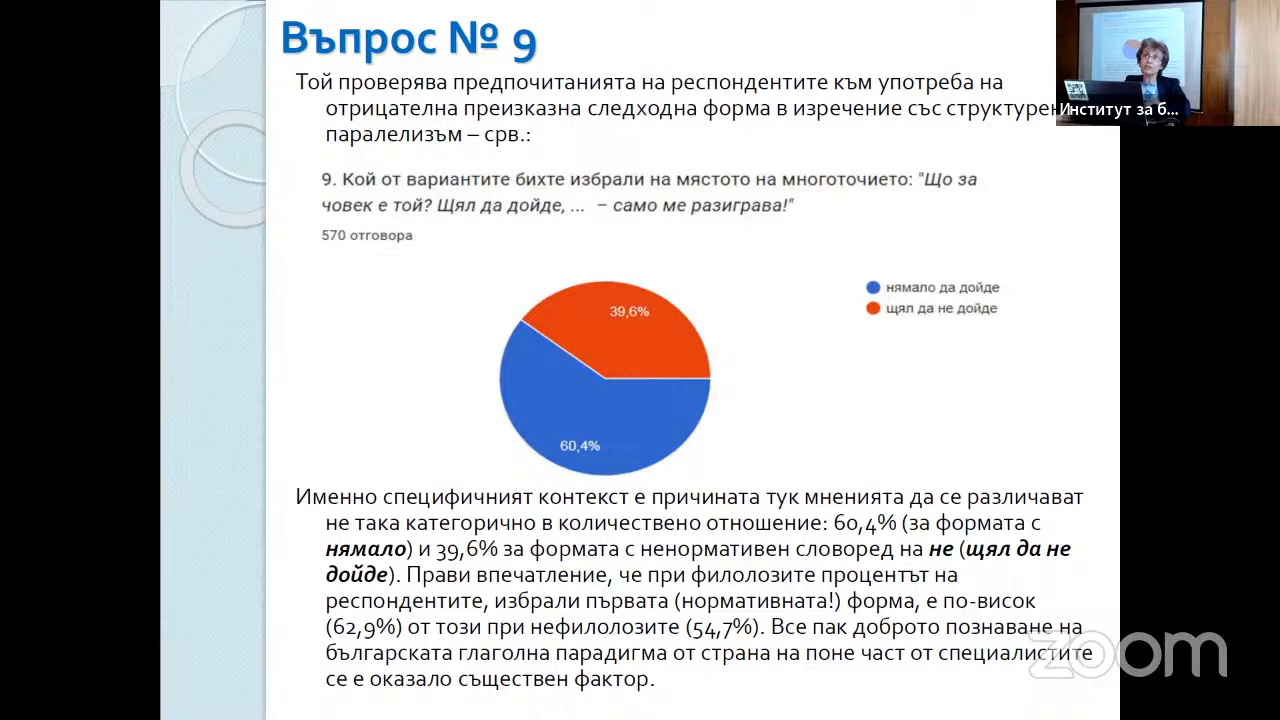 Въпрос № 9
Той проверява предпочитанията на респондентите към употреба на
отрицателна преизказна следходна форма в изречение със структурен
паралелизъм – срв.:
9. Кой от вариантите бихте избрали на мястото на многоточието: "Що за
човек е той? Щял да дойде, ... – само ме разиграва!"
570 отговора
39,6%
60,4%
нямало да дойде
щял да не дойде
Именно специфичният контекст е причината тук мненията да се различават
не така категорично в количествено отношение: 60,4% (за формата с
нямало) и 39,6% за формата с ненормативен словоред на не (щял да не
дойде). Прави впечатление, че при филолозите процентът на
респондентите, избрали първата (нормативната!) форма, е по-висок
(62,9%) от този при нефилолозите (54,7%). Все пак доброто познаване на
българската глаголна парадигма от страна на поне част от специалистите
се е оказало съществен фактор.
Институт за б...
zoom